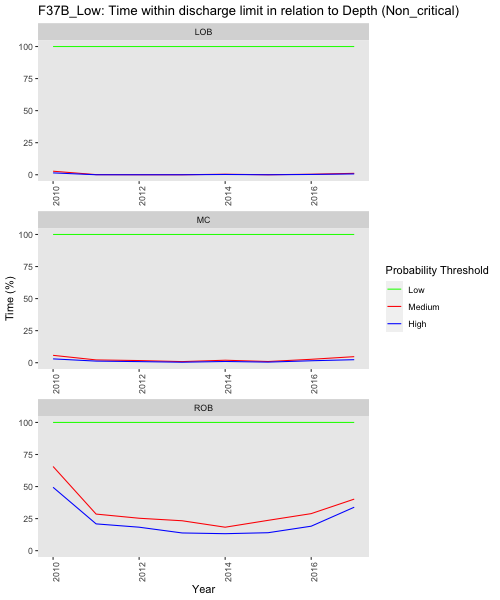 F37B_Low: Time within discharge limit in relation to Depth (Non_critical)
LOB
100
75
50
25
0
2010
2012
2014
2016
MC
100
75
50
25
0
2010
2012
2014
2016
ROB
100
75
50
25
0
2010
2012
2014
2016
Time (%)
Year
Probability Threshold
Low
Medium
High